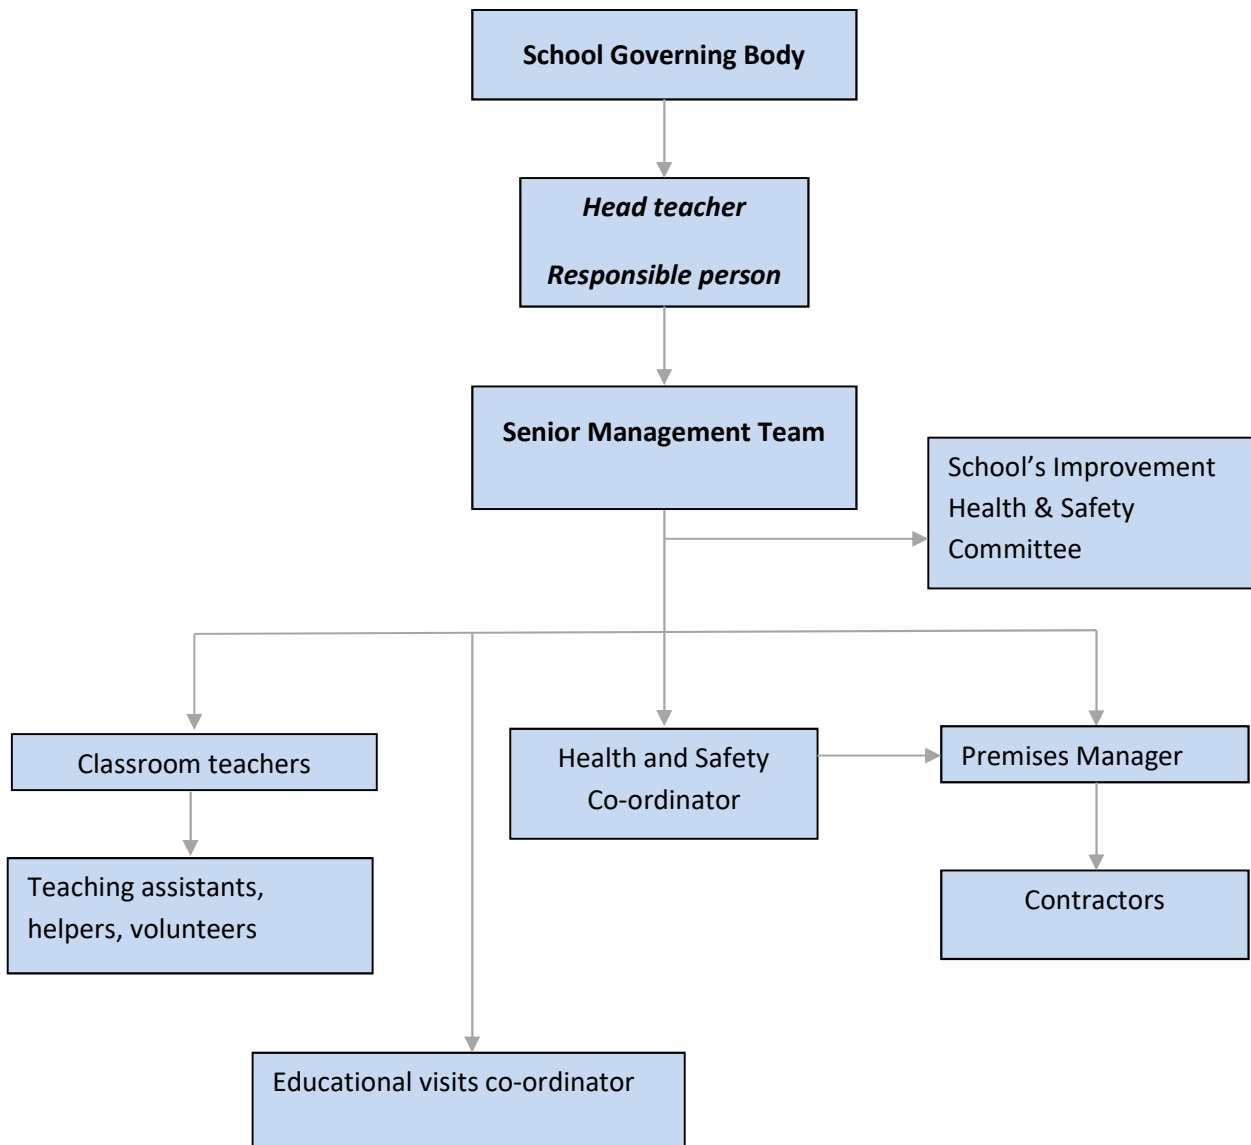 School Governing Body
Head teacher
Responsible person
Senior Management Team
School’s Improvement
Health & Safety
Committee
Classroom teachers
Health and Safety
Co-ordinator
Premises Manager
Teaching assistants,
helpers, volunteers
Contractors
Educational visits co-ordinator